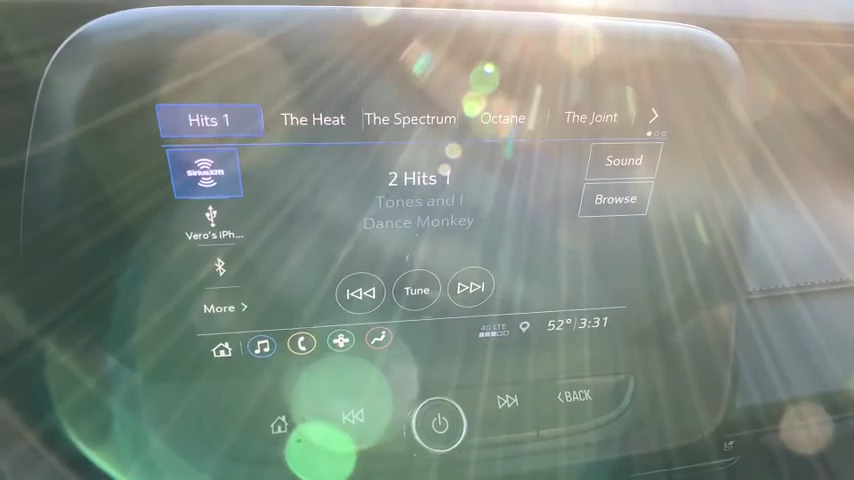 Hits 1
The Heat
The Spectrum
Octane
The Joint
SiriusXM
2 Hits 1
Sound
Tones and I
Browse
Dance Monkey
Vero's iPh...
Tune
More
4G LTE
52° 3:31
BACK